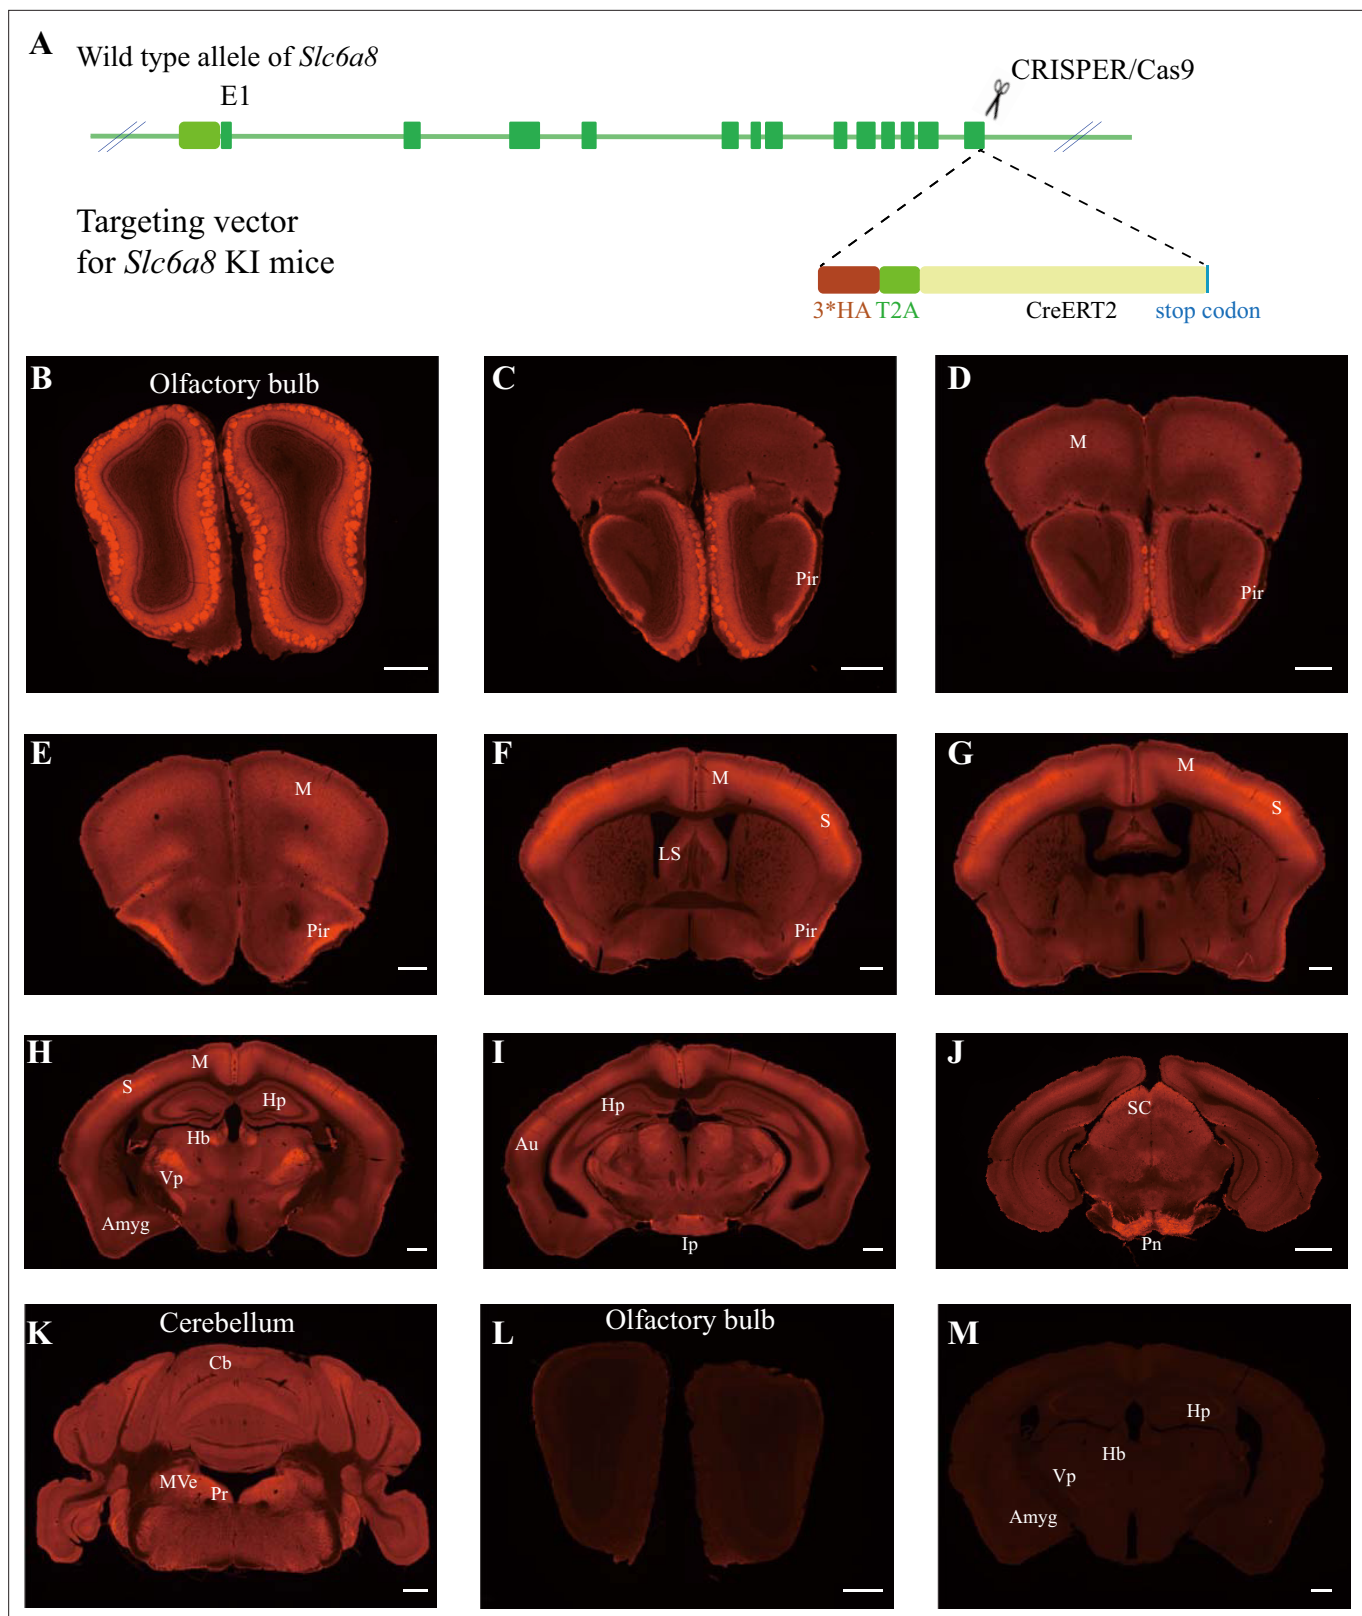 A
Wild type allele of Slc6a8
E1
CRISPER/Cas9
Targeting vector
for Slc6a8 KI mice
3*HA T2A CreERT2 stop codon
B
Olfactory bulb
C
Pir
D
M
Pir
E
M
Pir
F
M
S
LS
Pir
G
M
S
H
M
S
Hp
Hb
Vp
Amyg
I
Hp
Au
Ip
J
SC
Pn
K
Cerebellum
Cb
MVe
Pr
L
Olfactory bulb
M
Hp
Hb
Vp
Amyg